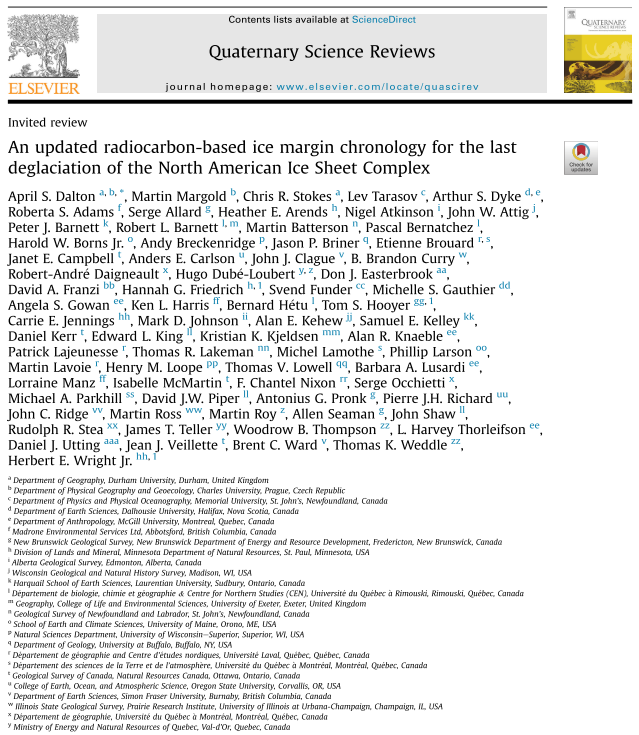 Contents lists available at ScienceDirect
Quaternary Science Reviews
journal homepage: www.elsevier.com/locate/quascirev
ELSEVIER
QUATERNARY
Invited review
An updated radiocarbon-based ice margin chronology for the last
deglaciation of the North American Ice Sheet Complex
Check for
updates
April S. Dalton a, b, *, Martin Margold b, Chris R. Stokes a, Lev Tarasov c, Arthur S. Dyke d, e,
Roberta S. Adams f, Serge Allard g, Heather E. Arends h, Nigel Atkinson i, John W. Attig j,
Peter J. Barnett k, Robert L. Barnett l, m, Martin Batterson n, Pascal Bernatchez l,
Harold W. Borns Jr. o, Andy Breckenridge p, Jason P. Briner q, Etienne Brouard r, s,
Janet E. Campbell t, Anders E. Carlson u, John J. Clague v, B. Brandon Curry w,
Robert-André Daigneault x, Hugo Dubé-Loubert y, z, Don J. Easterbrook aa,
David A. Franzi bb, Hannah G. Friedrich h, 1, Svend Funder cc, Michelle S. Gauthier dd,
Angela S. Gowan ee, Ken L. Harris ff, Bernard Hétu l, Tom S. Hooyer gg, 1,
Carrie E. Jennings hh, Mark D. Johnson ii, Alan E. Kehew jj, Samuel E. Kelley kk,
Daniel Kerr t, Edward L. King ll, Kristian K. Kjeldsen mm, Alan R. Knaeble ee,
Patrick Lajeunesse r, Thomas R. Lakeman nn, Michel Lamothe s, Phillip Larson oo,
Martin Lavoie r, Henry M. Loope pp, Thomas V. Lowell qq, Barbara A. Lusardi ee,
Lorraine Manz ff, Isabelle McMartin t, F. Chantel Nixon rr, Serge Occhietti x,
Michael A. Parkhill ss, David J.W. Piper ll, Antonius G. Pronk g, Pierre J.H. Richard uu,
John C. Ridge vv, Martin Ross ww, Martin Roy z, Allen Seaman g, John Shaw ll,
Rudolph R. Stea xx, James T. Teller yy, Woodrow B. Thompson zz, L. Harvey Thorleifson ee,
Daniel J. Utting aaa, Jean J. Veillette t, Brent C. Ward v, Thomas K. Weddle zz,
Herbert E. Wright Jr. hh, 1
a Department of Geography, Durham University, Durham, United Kingdom
b Department of Physical Geography and Geoecology, Charles University, Prague, Czech Republic
c Department of Physics and Physical Oceanography, Memorial University, St. John's, Newfoundland, Canada
d Department of Earth Sciences, Dalhousie University, Halifax, Nova Scotia, Canada
e Department of Anthropology, McGill University, Montreal, Quebec, Canada
f Madrone Environmental Services Ltd, Abbotsford, British Columbia, Canada
g New Brunswick Geological Survey, New Brunswick Department of Energy and Resource Development, Fredericton, New Brunswick, Canada
h Division of Lands and Mineral, Minnesota Department of Natural Resources, St. Paul, Minnesota, USA
i Alberta Geological Survey, Edmonton, Alberta, Canada
j Wisconsin Geological and Natural History Survey, Madison, WI, USA
k Harquail School of Earth Sciences, Laurentian University, Sudbury, Ontario, Canada
l Département de biologie, chimie et géographie & Centre for Northern Studies (CEN), Université du Québec à Rimouski, Rimouski, Québec, Canada
m Geography, College of Life and Environmental Sciences, University of Exeter, Exeter, United Kingdom
n Geological Survey of Newfoundland and Labrador, St. John's, Newfoundland, Canada
o School of Earth and Climate Sciences, University of Maine, Orono, ME, USA
p Natural Sciences Department, University of Wisconsin–Superior, Superior, WI, USA
q Department of Geology, University at Buffalo, Buffalo, NY, USA
r Département de géographie and Centre d'études nordiques, Université Laval, Québec, Québec, Canada
s Département des sciences de la Terre et de l'atmosphère, Université du Québec à Montréal, Montréal, Québec, Canada
t Geological Survey of Canada, Natural Resources Canada, Ottawa, Ontario, Canada
u College of Earth, Ocean, and Atmospheric Science, Oregon State University, Corvallis, OR, USA
v Department of Earth Sciences, Simon Fraser University, Burnaby, British Columbia, Canada
w Illinois State Geological Survey, Prairie Research Institute, University of Illinois at Urbana-Champaign, Champaign, IL, USA
x Département de géographie, Université du Québec à Montréal, Montréal, Québec, Canada
y Ministry of Energy and Natural Resources of Quebec, Val-d'Or, Quebec, Canada